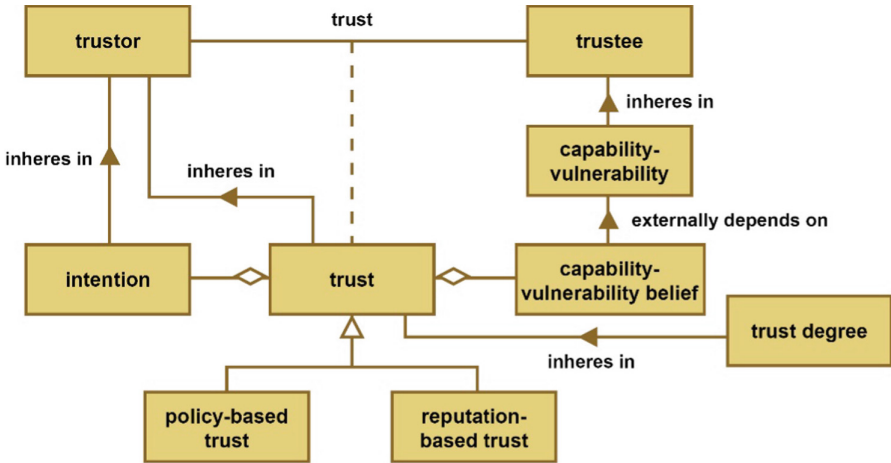 trust
trustor
trustee
inheres in
capability-
vulnerability
inheres in
inheres in
externally depends on
intention
trust
capability-
vulnerability belief
trust degree
inheres in
policy-based
trust
reputation-
based trust